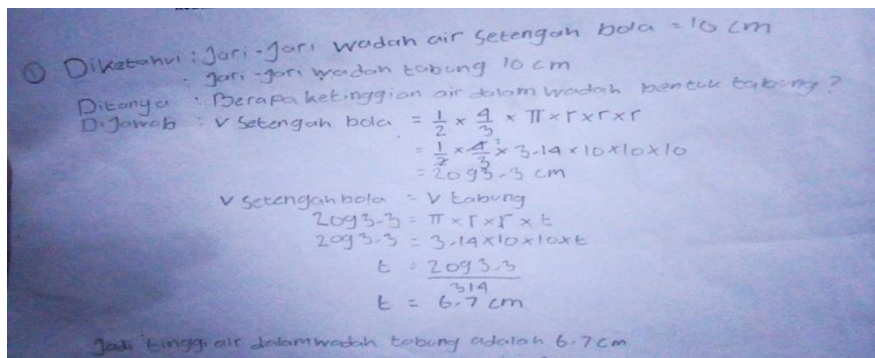 ① Diketahui : Jari-Jari wadah air setengah bola = 10 cm
: Jari-jari wadah tabung 10 cm
Ditanya : Berapa ketinggian air dalam wadah bentuk tabung ?
Dijawab : V Setengah bola = 1/2 × 4/3 × π × r × r × r
= 1/2 × 4/3 2 × 3.14 × 10 × 10 × 10
= 2093.3 cm
V Setengah bola = V tabung
2093.3 = π × r × r × t
2093.3 = 3.14 × 10 × 10 × t
t = 2093.3 / 314
t = 6.7 cm
Jadi tinggi air dalam wadah tabung adalah 6.7 cm